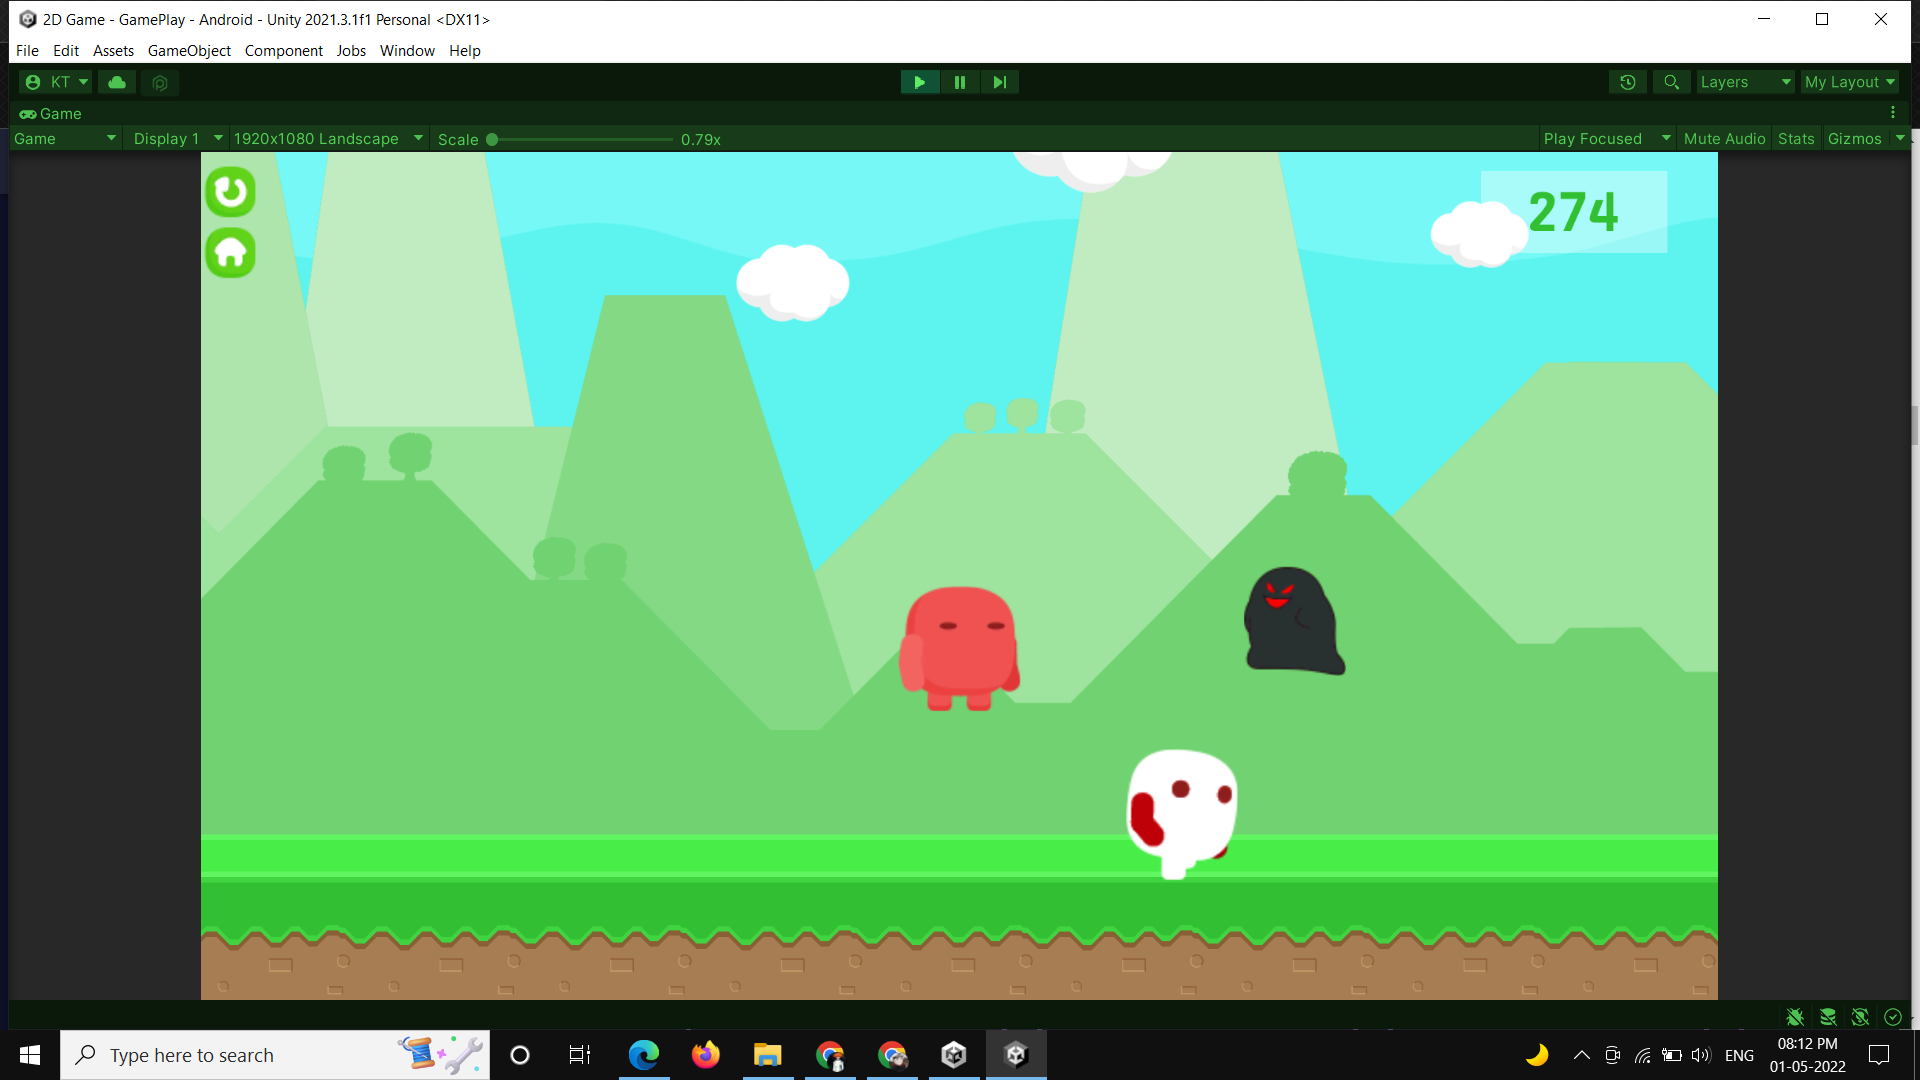 2D Game - GamePlay - Android - Unity 2021.3.1f1 Personal <DX11>
File Edit Assets GameObject Component Jobs Window Help
KT Layers My Layout
Game
Game Display 1 1920x1080 Landscape Scale 0.79x Play Focused Mute Audio Stats Gizmos
274
Type here to search
ENG
08:12 PM
01-05-2022